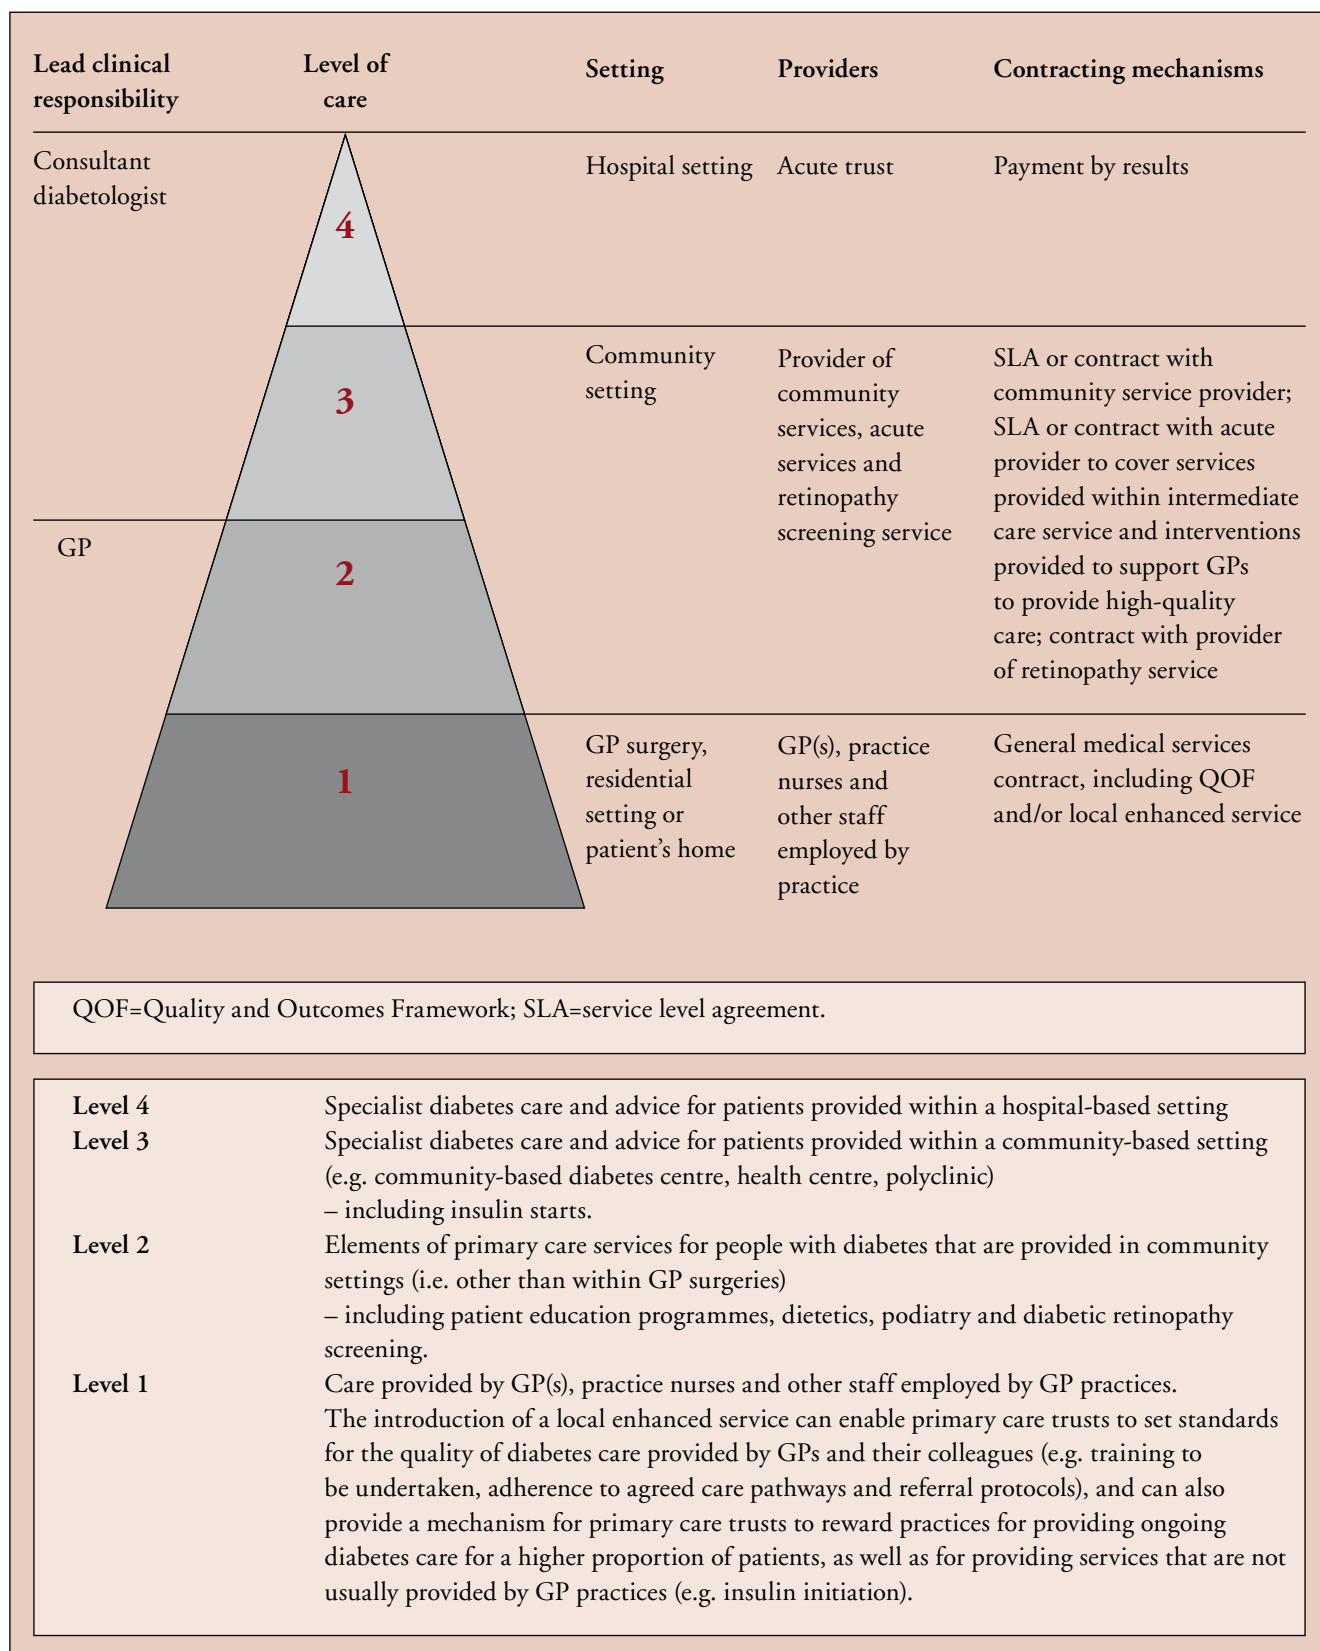 Lead clinical
responsibility
Level of
care
Setting
Providers
Contracting mechanisms
Consultant
diabetologist
4
Hospital setting
Acute trust
Payment by results
3
Community
setting
Provider of
community
services, acute
services and
retinopathy
screening service
SLA or contract with
community service provider;
SLA or contract with acute
provider to cover services
provided within intermediate
care service and interventions
provided to support GPs
to provide high-quality
care; contract with provider
of retinopathy service
GP
2
1
GP surgery,
residential
setting or
patient’s home
GP(s), practice
nurses and
other staff
employed by
practice
General medical services
contract, including QOF
and/or local enhanced service
QOF=Quality and Outcomes Framework; SLA=service level agreement.
Level 4 Specialist diabetes care and advice for patients provided within a hospital-based setting
Level 3 Specialist diabetes care and advice for patients provided within a community-based setting
(e.g. community-based diabetes centre, health centre, polyclinic)
– including insulin starts.
Level 2 Elements of primary care services for people with diabetes that are provided in community
settings (i.e. other than within GP surgeries)
– including patient education programmes, dietetics, podiatry and diabetic retinopathy
screening.
Level 1 Care provided by GP(s), practice nurses and other staff employed by GP practices.
The introduction of a local enhanced service can enable primary care trusts to set standards
for the quality of diabetes care provided by GPs and their colleagues (e.g. training to
be undertaken, adherence to agreed care pathways and referral protocols), and can also
provide a mechanism for primary care trusts to reward practices for providing ongoing
diabetes care for a higher proportion of patients, as well as for providing services that are not
usually provided by GP practices (e.g. insulin initiation).